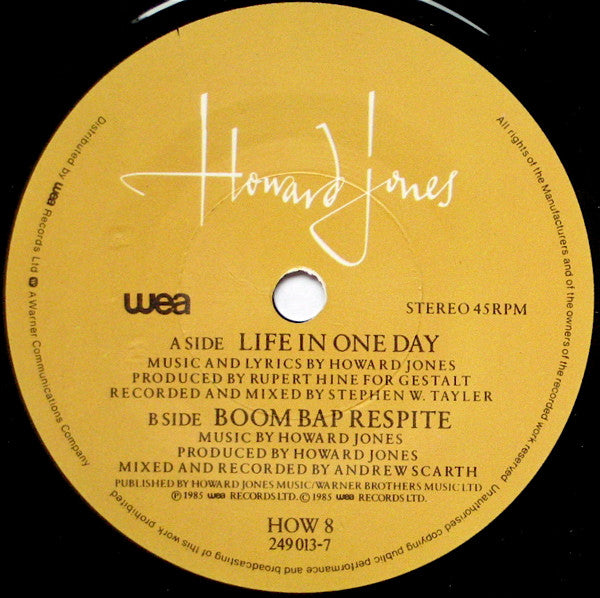 Howard Jones
wea
STEREO 45RPM
A SIDE LIFE IN ONE DAY
MUSIC AND LYRICS BY HOWARD JONES
PRODUCED BY RUPERT HINE FOR GESTALT
RECORDED AND MIXED BY STEPHEN W. TAYLER
B SIDE BOOM BAP RESPITE
MUSIC BY HOWARD JONES
PRODUCED BY HOWARD JONES
MIXED AND RECORDED BY ANDREW SCARTH
PUBLISHED BY HOWARD JONES MUSIC/WARNER BROTHERS MUSIC LTD
℗ 1985 wea RECORDS LTD. © 1985 wea RECORDS LTD.
HOW 8
249 013-7
Distributed by wea Records Ltd. A Warner Communications Company
All rights of the Manufacturers and of the owners of the recorded work reserved. Unauthorised copying public performance and broadcasting of this work prohibited